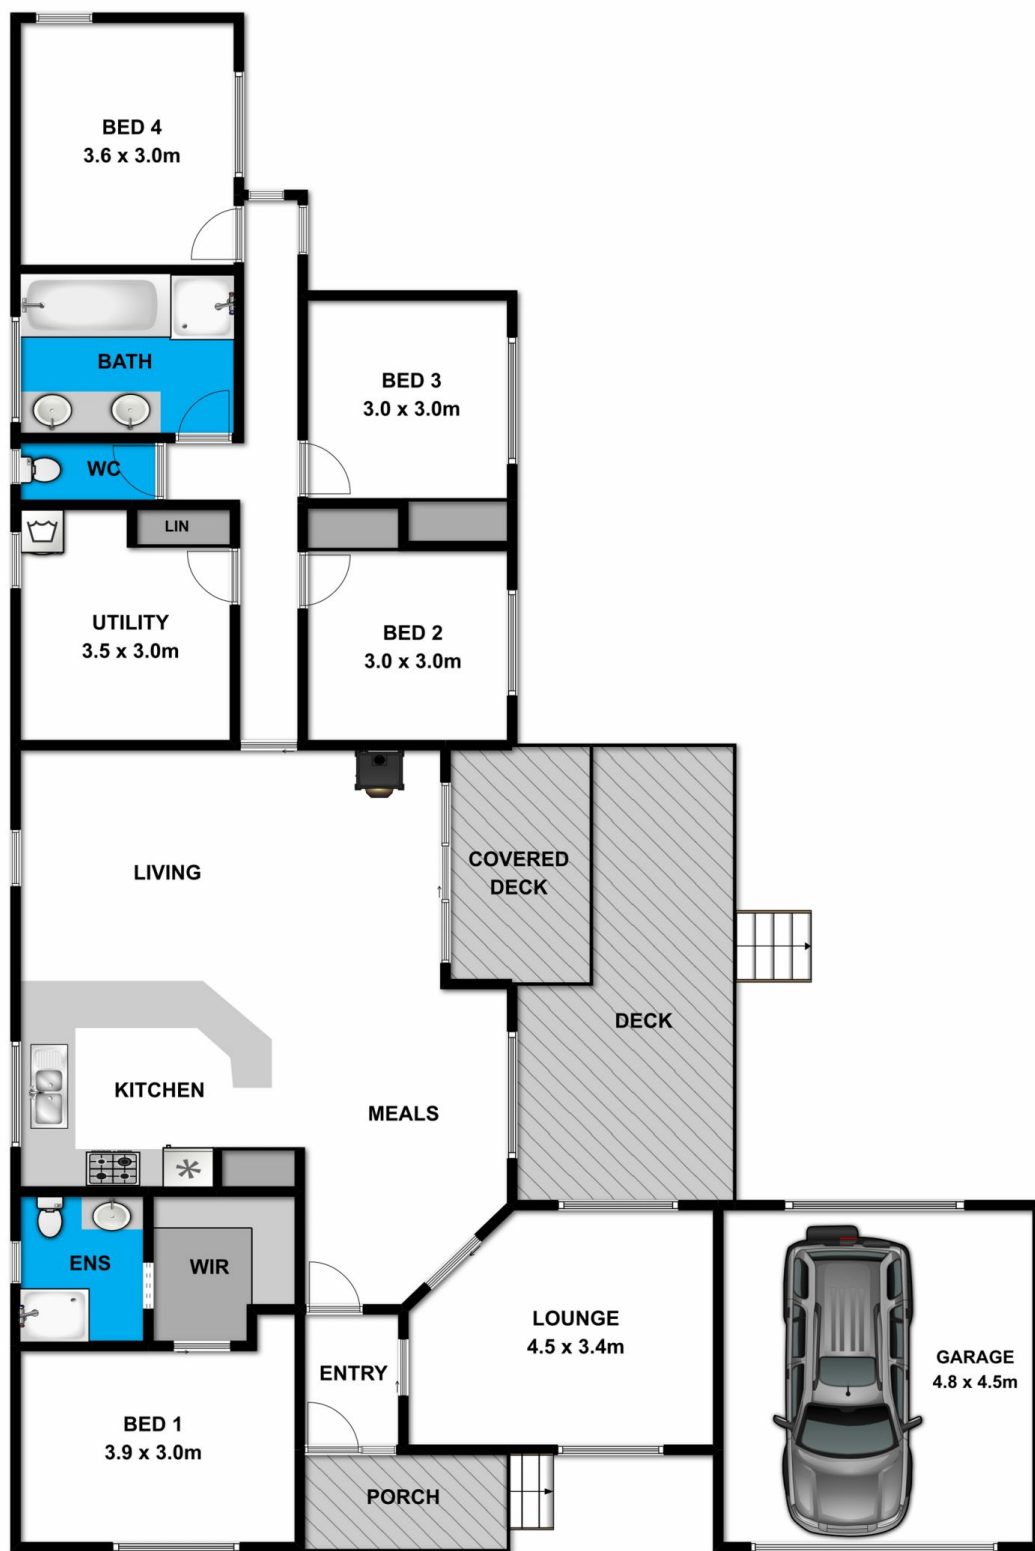 BED 4
3.6 x 3.0m
BATH
BED 3
3.0 x 3.0m
WC
LIN
UTILITY
3.5 x 3.0m
BED 2
3.0 x 3.0m
LIVING
COVERED
DECK
DECK
KITCHEN
MEALS
ENS
WIR
LOUNGE
4.5 x 3.4m
GARAGE
4.8 x 4.5m
ENTRY
BED 1
3.9 x 3.0m
PORCH